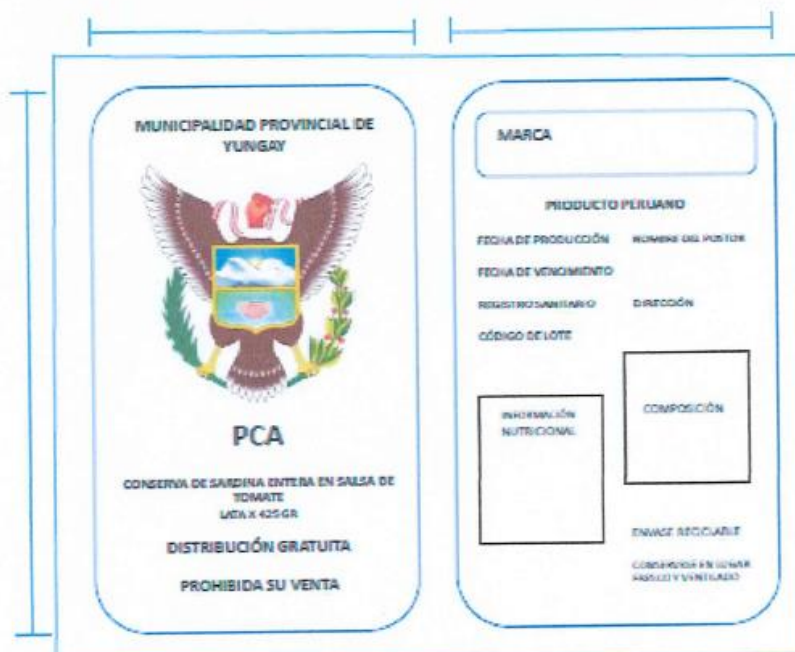 MUNICIPALIDAD PROVINCIAL DE
YUNGAY
PCA
CONSERVA DE SARDINA ENTERA EN SALSA DE
TOMATE
LATA X 425 GR
DISTRIBUCIÓN GRATUITA
PROHIBIDA SU VENTA
MARCA
PRODUCTO PERUANO
FECHA DE PRODUCCIÓN
NOMBRE DEL POSTOR
FECHA DE VENCIMIENTO
REGISTRO SANITARIO
DIRECCIÓN
CÓDIGO DE LOTE
INFORMACIÓN
NUTRICIONAL
COMPOSICIÓN
ENVASE RECICLABLE
CONSERVESE EN LUGAR
FRESCO Y VENTILADO